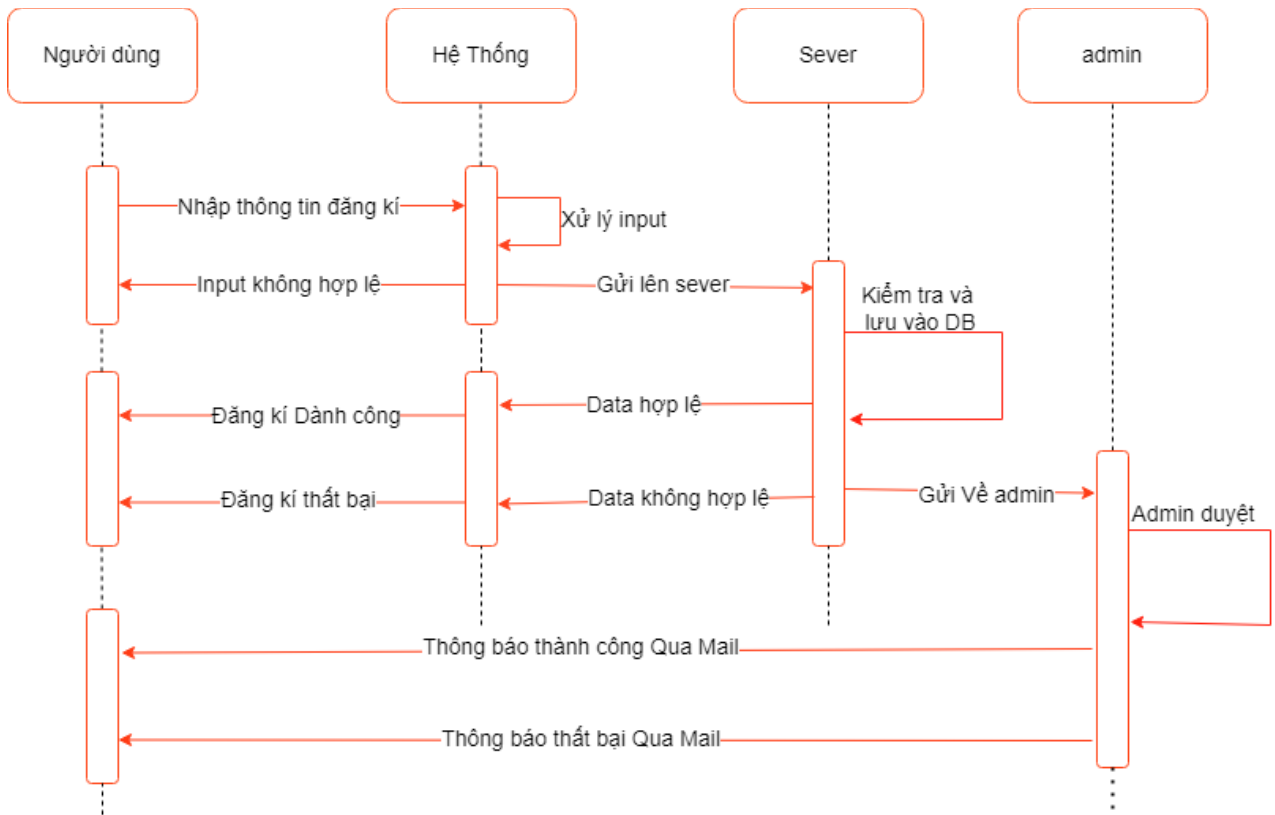 Người dùng
Hệ Thống
Sever
admin
Nhập thông tin đăng kí
Xử lý input
Input không hợp lệ
Gửi lên sever
Kiểm tra và
lưu vào DB
Data hợp lệ
Đăng kí Dành công
Đăng kí thất bại
Data không hợp lệ
Gửi Về admin
Admin duyệt
Thông báo thành công Qua Mail
Thông báo thất bại Qua Mail